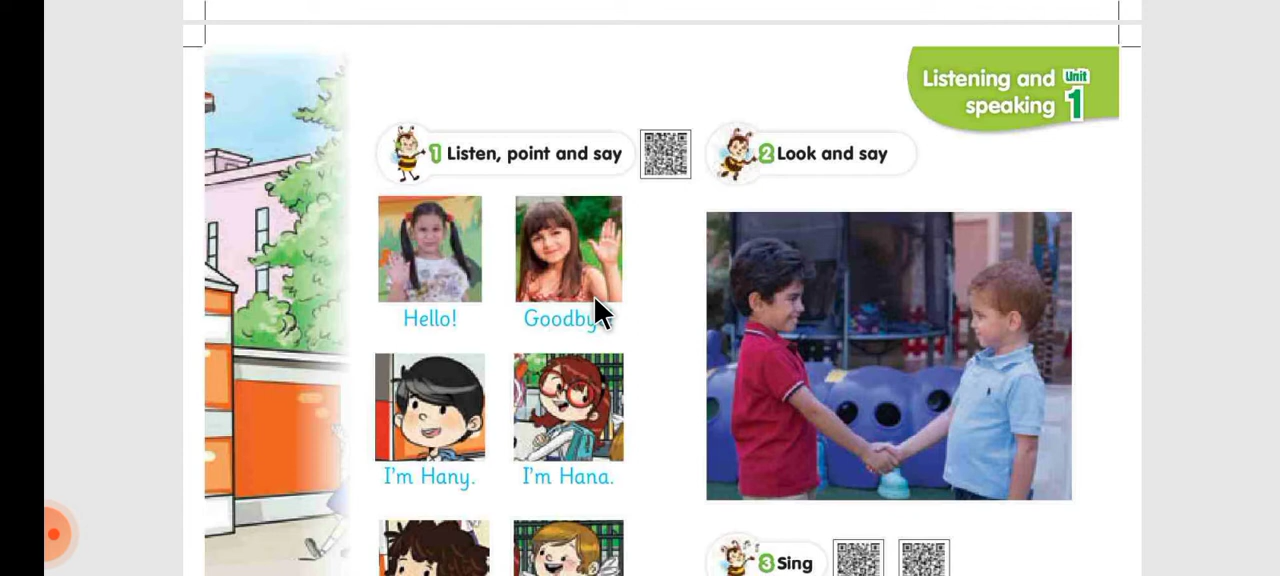 Listening and Unit
speaking 1
1 Listen, point and say
2 Look and say
Hello!
Goodby
I'm Hany.
I'm Hana.
3 Sing